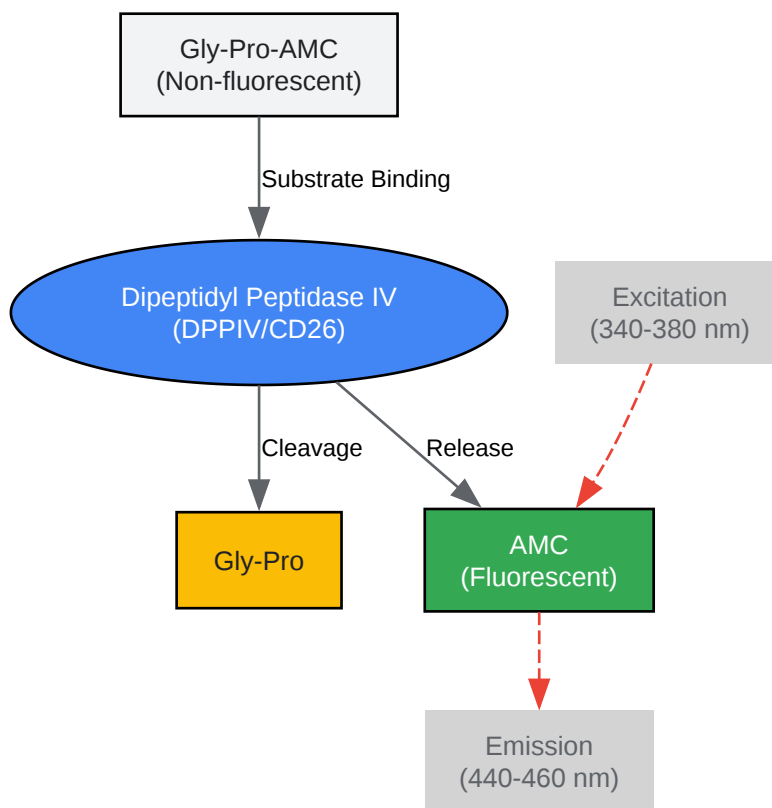 Gly-Pro-AMC
(Non-fluorescent)
Substrate Binding
Dipeptidyl Peptidase IV
(DPPIV/CD26)
Excitation
(340-380 nm)
Cleavage
Release
Gly-Pro
AMC
(Fluorescent)
Emission
(440-460 nm)